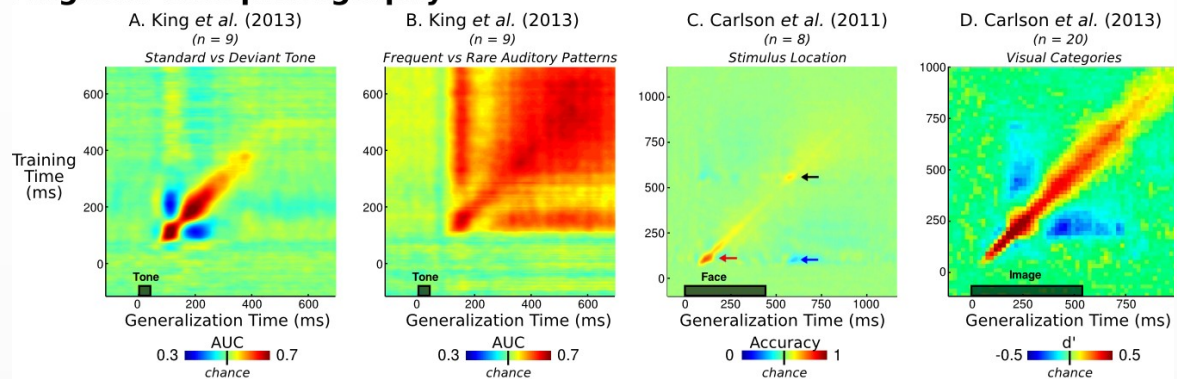 A. King et al. (2013)
(n = 9)
Standard vs Deviant Tone
600
400
200
0
Training
Time
(ms)
Tone
0 200 400 600
Generalization Time (ms)
AUC
0.3 0.7
chance
B. King et al. (2013)
(n = 9)
Frequent vs Rare Auditory Patterns
600
400
200
0
Tone
0 200 400 600
Generalization Time (ms)
AUC
0.3 0.7
chance
C. Carlson et al. (2011)
(n = 8)
Stimulus Location
1000
750
500
250
0
Face
0 250 500 750 1000
Generalization Time (ms)
Accuracy
0 1
chance
D. Carlson et al. (2013)
(n = 20)
Visual Categories
1000
750
500
250
0
Image
0 250 500 750
Generalization Time (ms)
d'
-0.5 0.5
chance